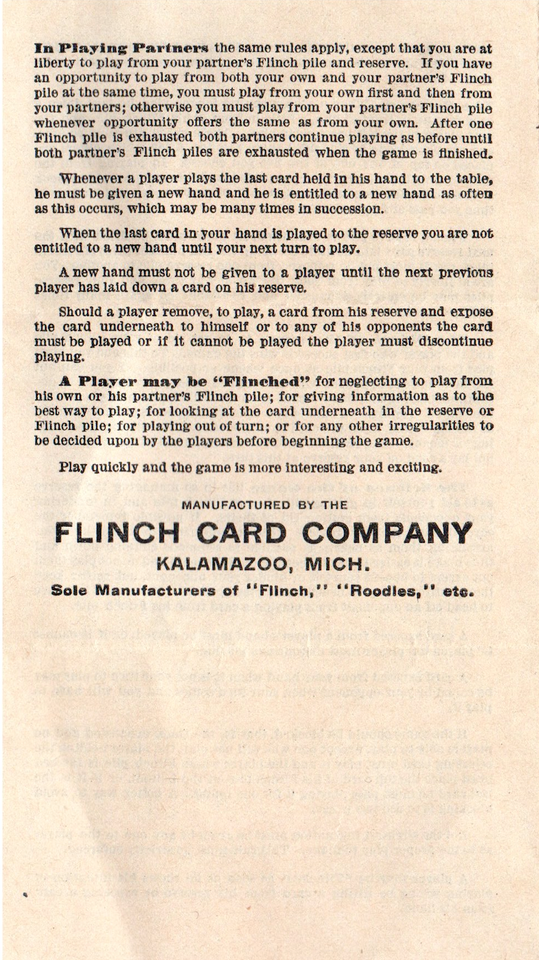 In Playing Partners the same rules apply, except that you are at
liberty to play from your partner's Flinch pile and reserve. If you have
an opportunity to play from both your own and your partner's Flinch
pile at the same time, you must play from your own first and then from
your partners; otherwise you must play from your partner's Flinch pile
whenever opportunity offers the same as from your own. After one
Flinch pile is exhausted both partners continue playing as before until
both partner's Flinch piles are exhausted when the game is finished.
Whenever a player plays the last card held in his hand to the table,
he must be given a new hand and he is entitled to a new hand as often
as this occurs, which may be many times in succession.
When the last card in your hand is played to the reserve you are not
entitled to a new hand until your next turn to play.
A new hand must not be given to a player until the next previous
player has laid down a card on his reserve.
Should a player remove, to play, a card from his reserve and expose
the card underneath to himself or to any of his opponents the card
must be played or if it cannot be played the player must discontinue
playing.
A Player may be "Flinched" for neglecting to play from
his own or his partner's Flinch pile; for giving information as to the
best way to play; for looking at the card underneath in the reserve or
Flinch pile; for playing out of turn; or for any other irregularities to
be decided upon by the players before beginning the game.
Play quickly and the game is more interesting and exciting.
MANUFACTURED BY THE
FLINCH CARD COMPANY
KALAMAZOO, MICH.
Sole Manufacturers of "Flinch," "Roodles," etc.